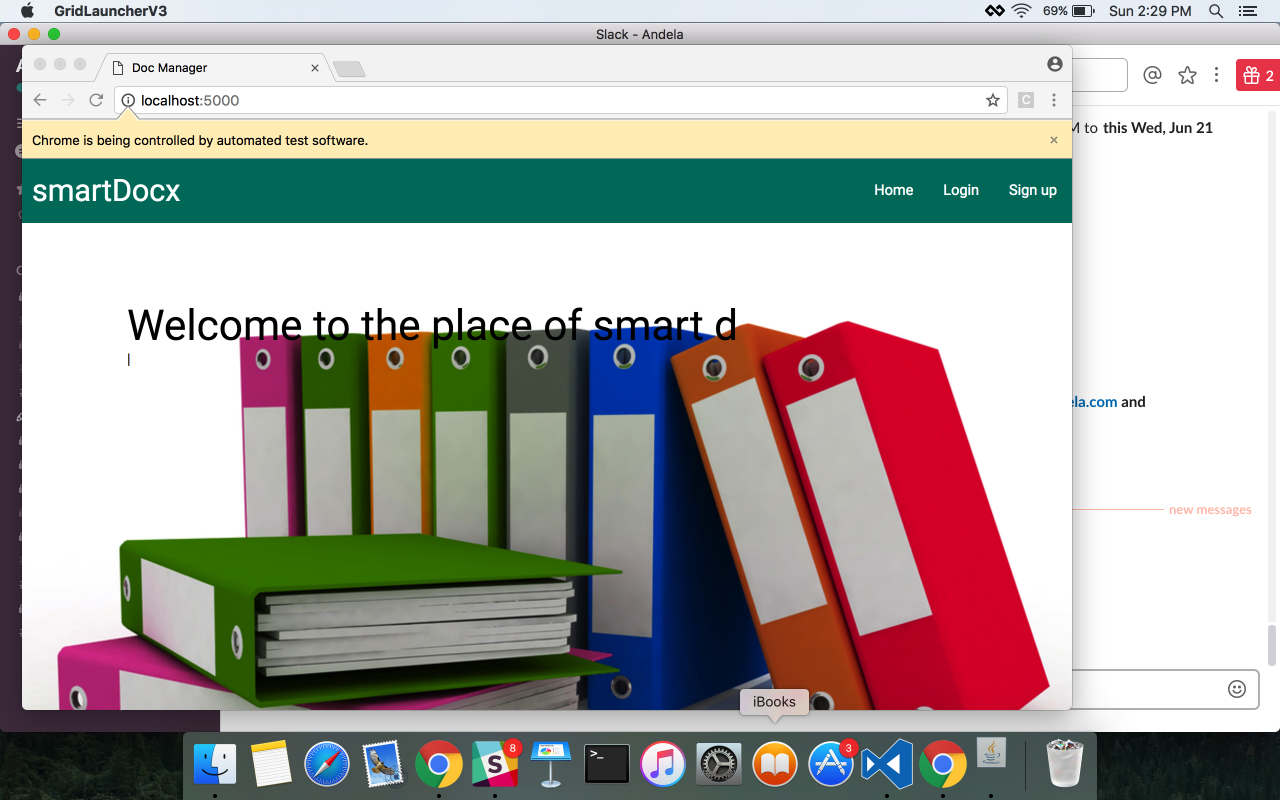 GridLauncherV3
69%
Sun 2:29 PM
Slack - Andela
Doc Manager
localhost:5000
C
2
Chrome is being controlled by automated test software.
M to this Wed, Jun 21
smartDocx
Home
Login
Sign up
Welcome to the place of smart d
ela.com and
new messages
iBooks
8
3